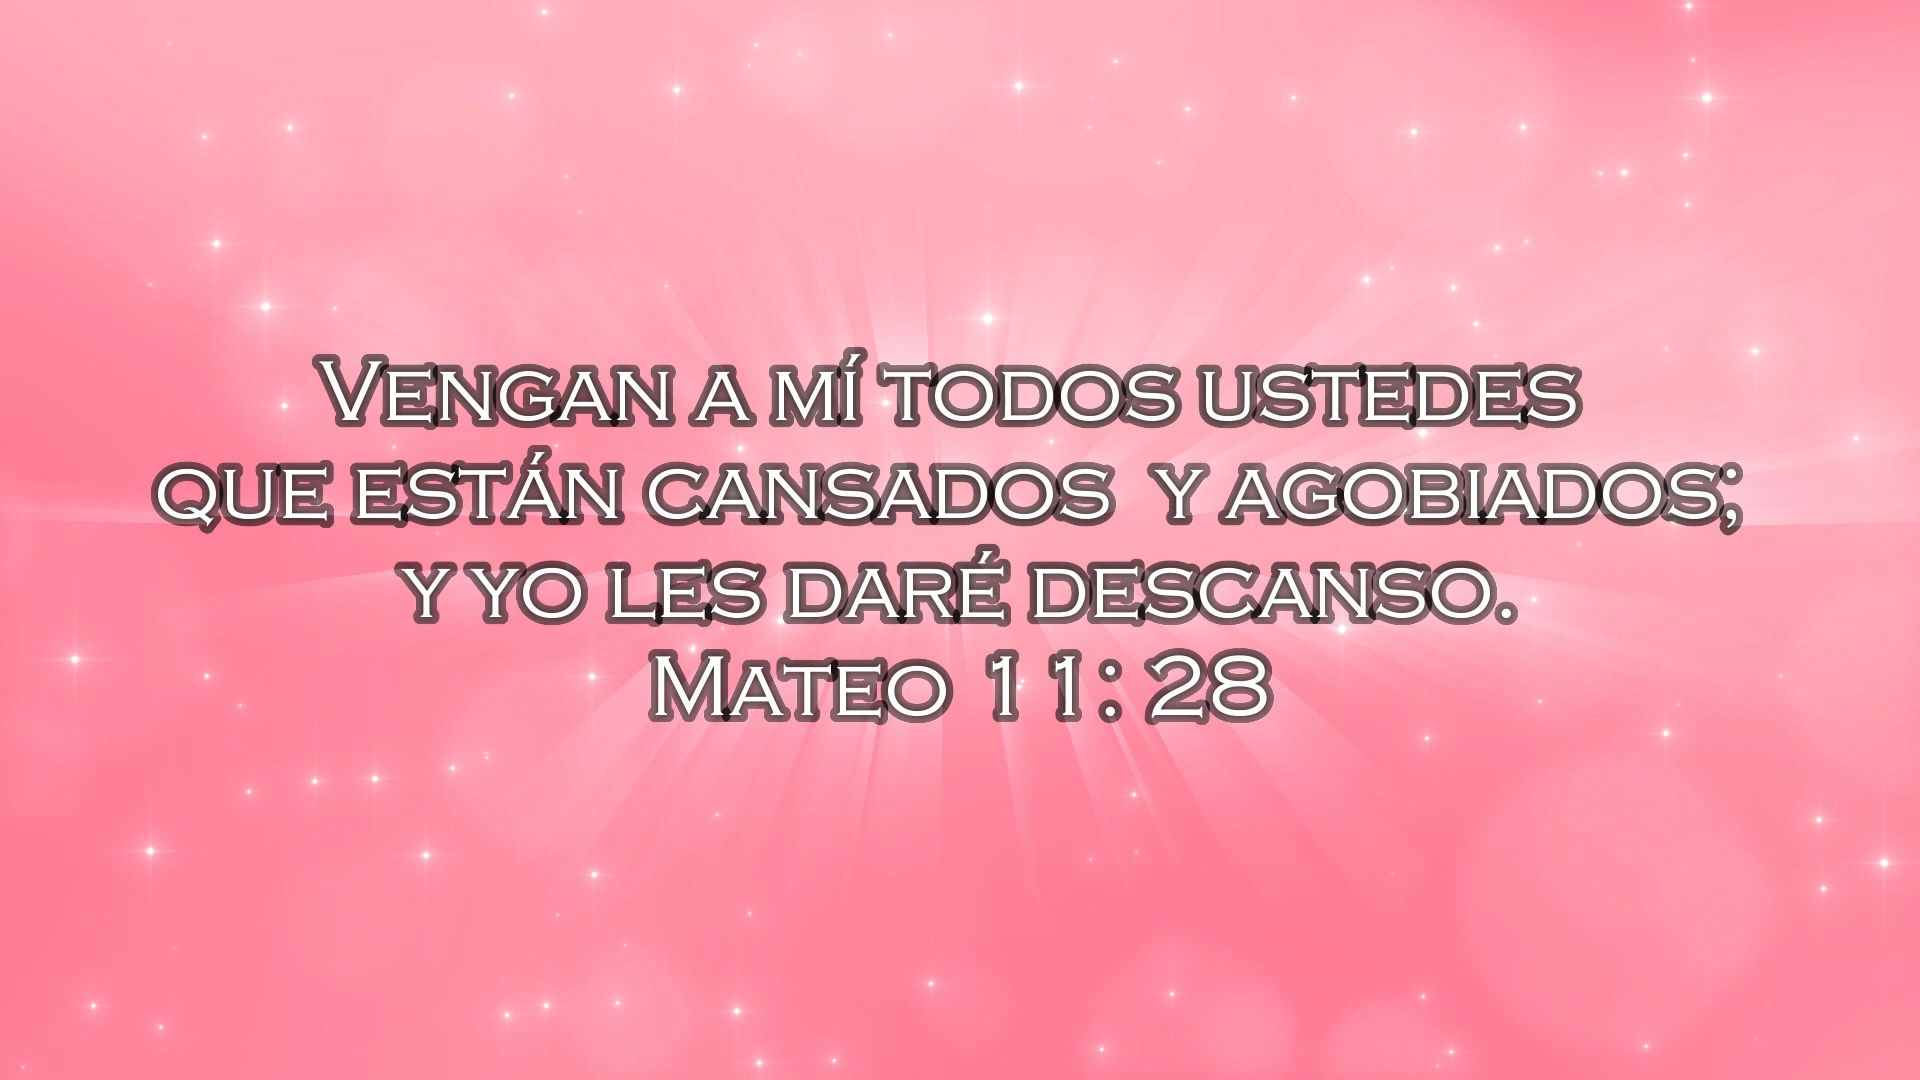 Vengan a mí todos ustedes
que están cansados y agobiados;
y yo les daré descanso.
Mateo 11: 28